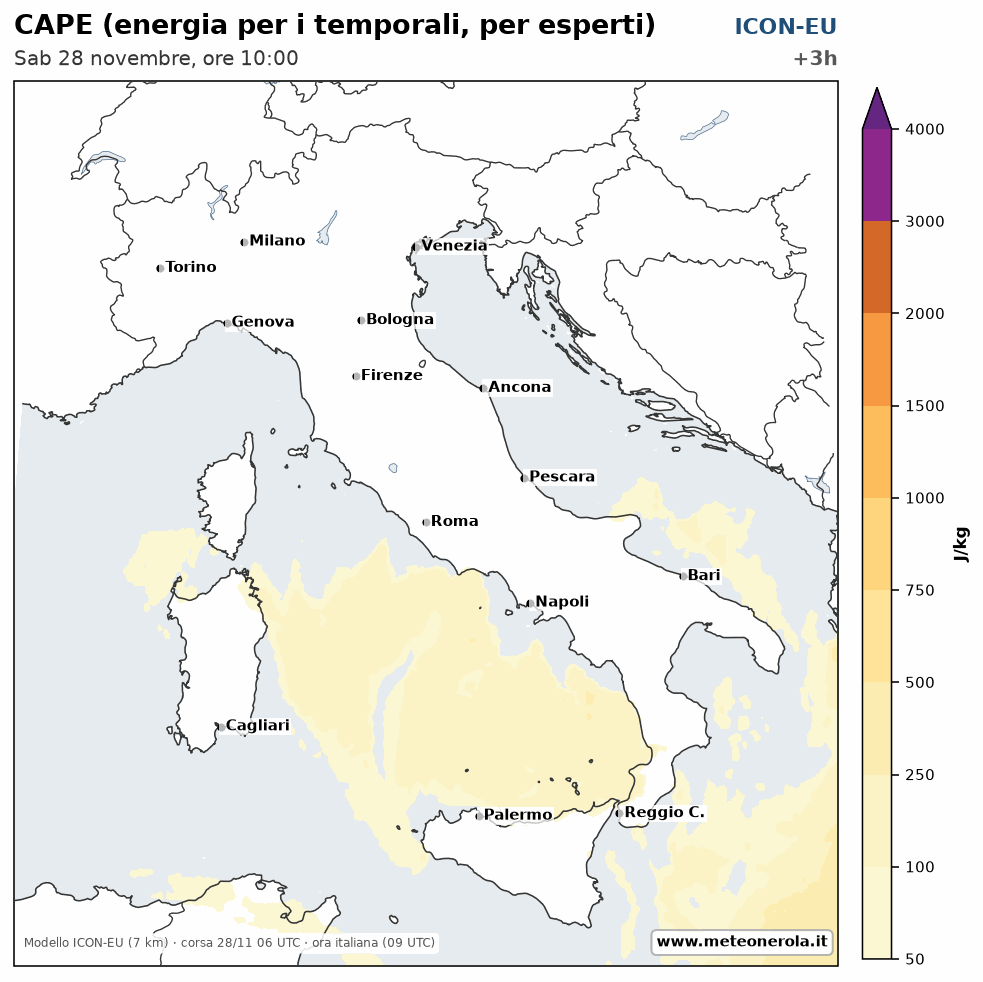 CAPE (energia per i temporali, per esperti)
ICON-EU
Sab 28 novembre, ore 10:00
+3h
4000
3000
2000
1500
1000
750
500
250
100
50
J/kg
Milano
Venezia
Torino
Genova
Bologna
Firenze
Ancona
Pescara
Roma
Bari
Napoli
Cagliari
Palermo
Reggio C.
Modello ICON-EU (7 km) · corsa 28/11 06 UTC · ora italiana (09 UTC)
www.meteonerola.it